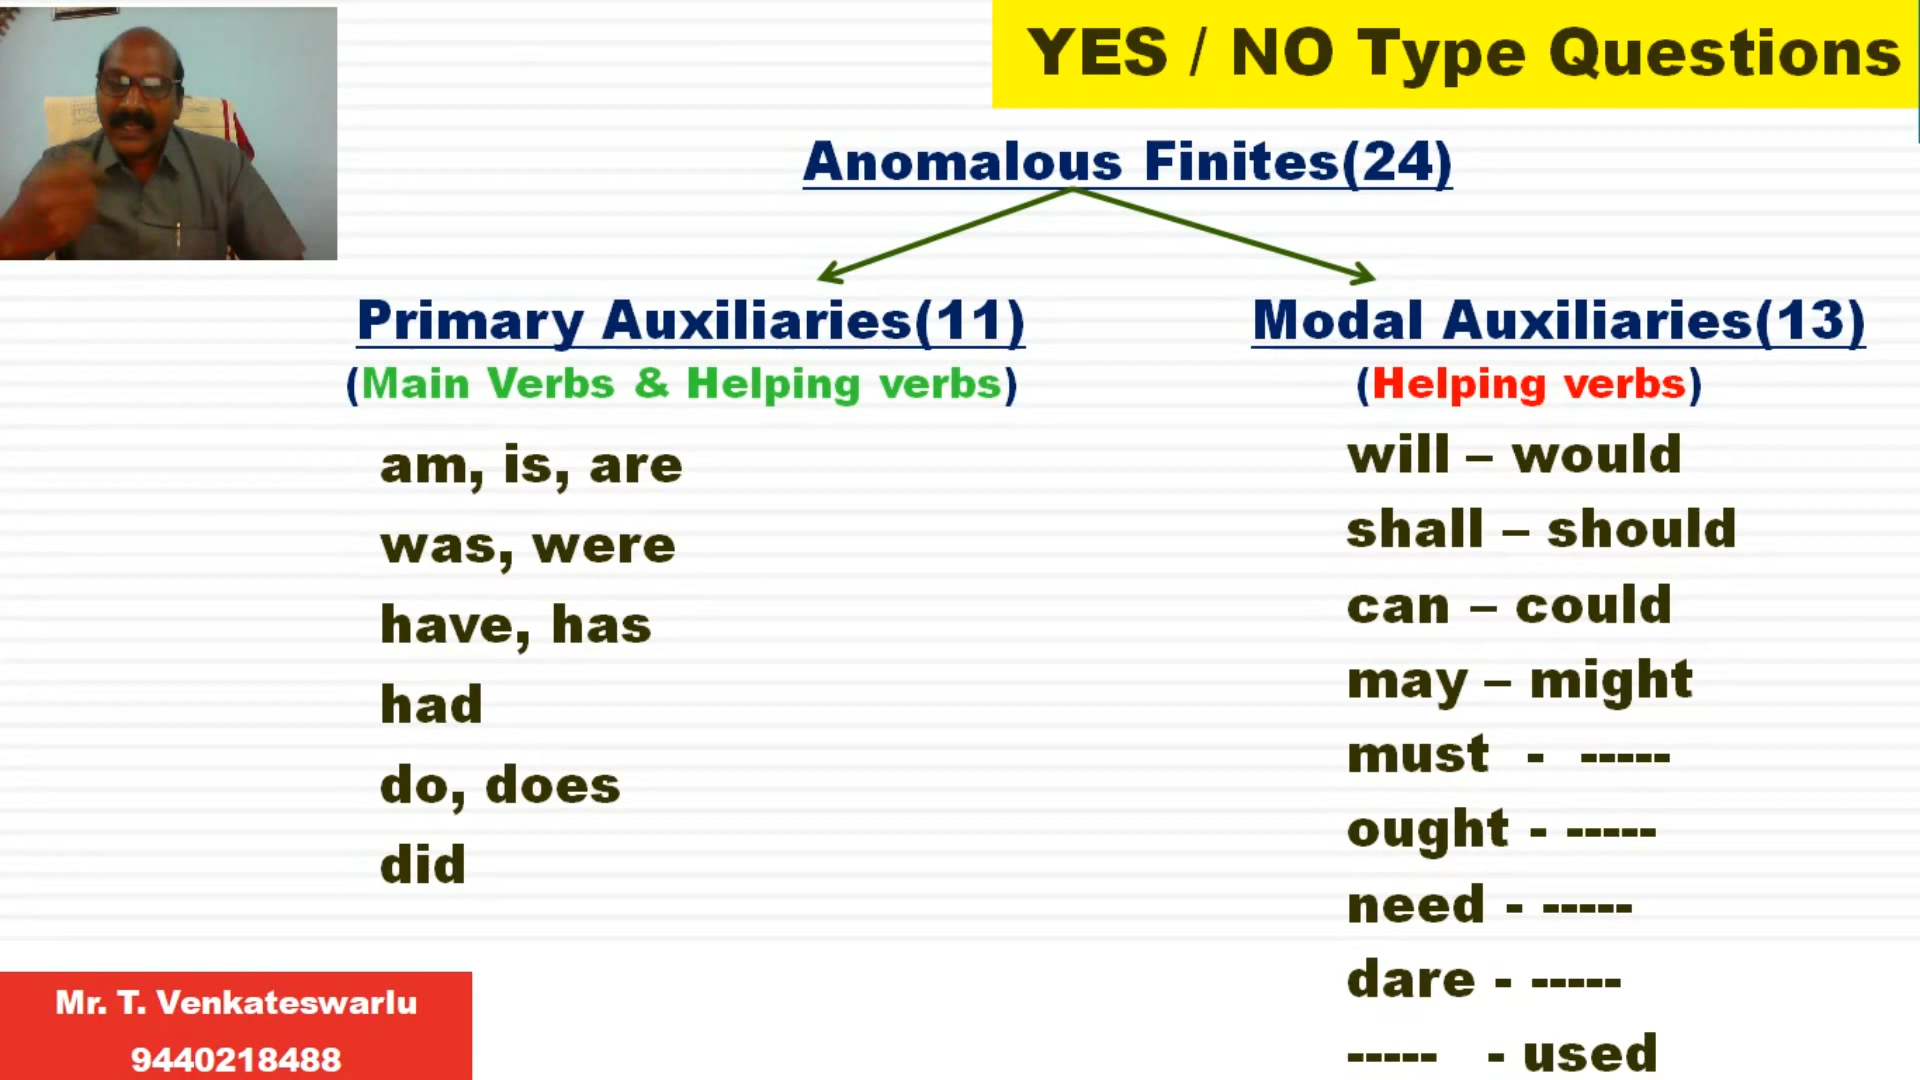 YES / NO Type Questions
Anomalous Finites(24)
Primary Auxiliaries(11)
(Main Verbs & Helping verbs)
am, is, are
was, were
have, has
had
do, does
did
Modal Auxiliaries(13)
(Helping verbs)
will – would
shall – should
can – could
may – might
must - -----
ought - -----
need - -----
dare - -----
----- - used
Mr. T. Venkateswarlu
9440218488